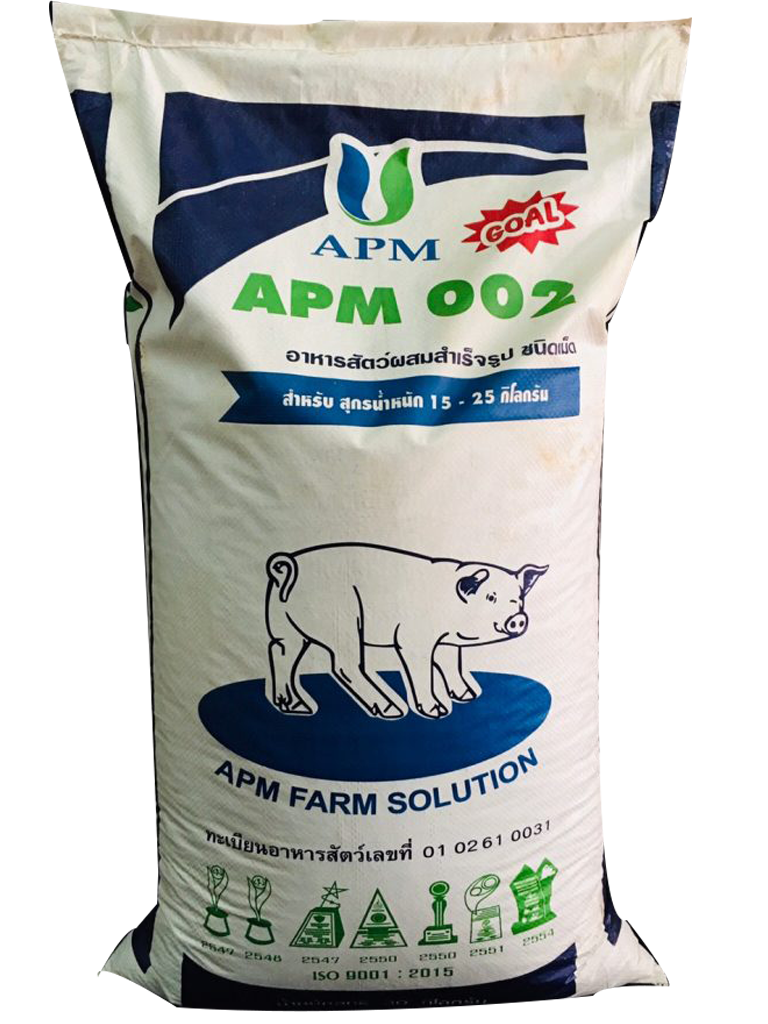 APM
GOAL
APM 002
อาหารสัตว์ผสมสำเร็จรูป ชนิดเม็ด
สำหรับ สุกรน้ำหนัก 15 - 25 กิโลกรัม
APM FARM SOLUTION
ทะเบียนอาหารสัตว์เลขที่ 01 02 61 0031
2547 2548 2547 2550 2550 2551 2554
ISO 9001 : 2015